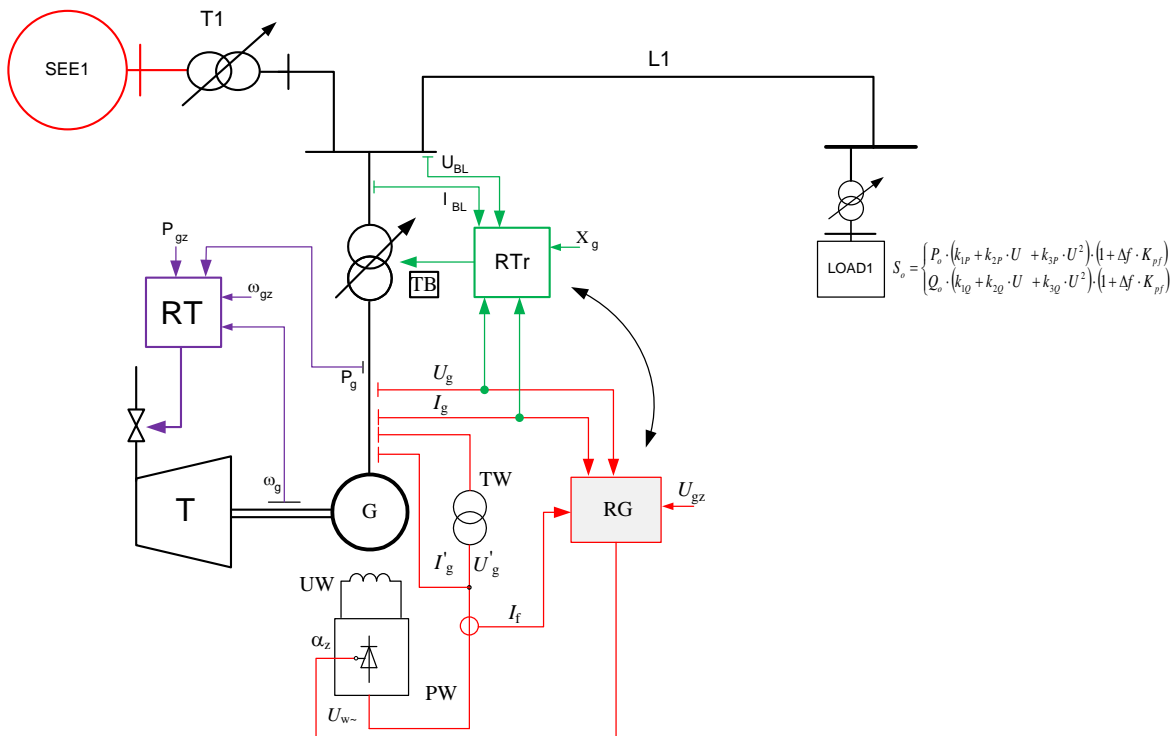 T1
SEE1
L1
U_BL
I_BL
P_gz
X_g
RTr
TB
ω_gz
RT
LOAD1
S_o = { P_o · (k_1P + k_2P · U + k_3P · U²) · (1 + Δf · K_pf)
Q_o · (k_1Q + k_2Q · U + k_3Q · U²) · (1 + Δf · K_pf)
P_g
U_g
I_g
TW
ω_g
T
G
U_gz
RG
I'_g
U'_g
UW
I_f
α_z
PW
U_w~